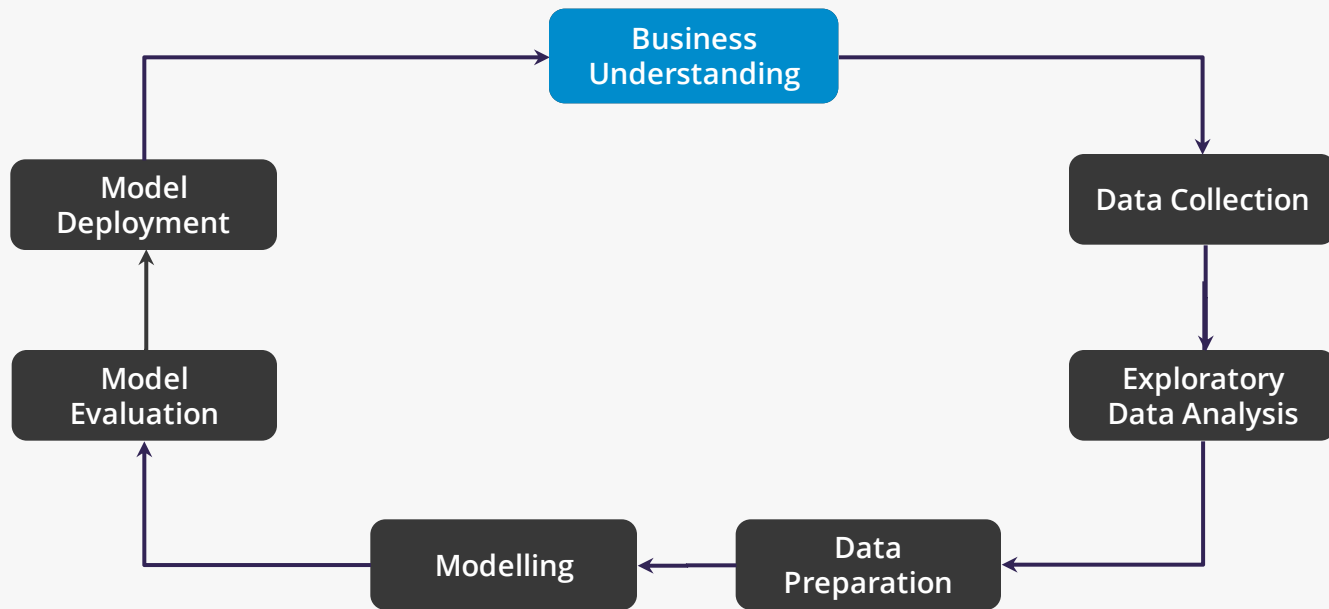 Business
Understanding
Data Collection
Exploratory
Data Analysis
Data
Preparation
Modelling
Model
Evaluation
Model
Deployment